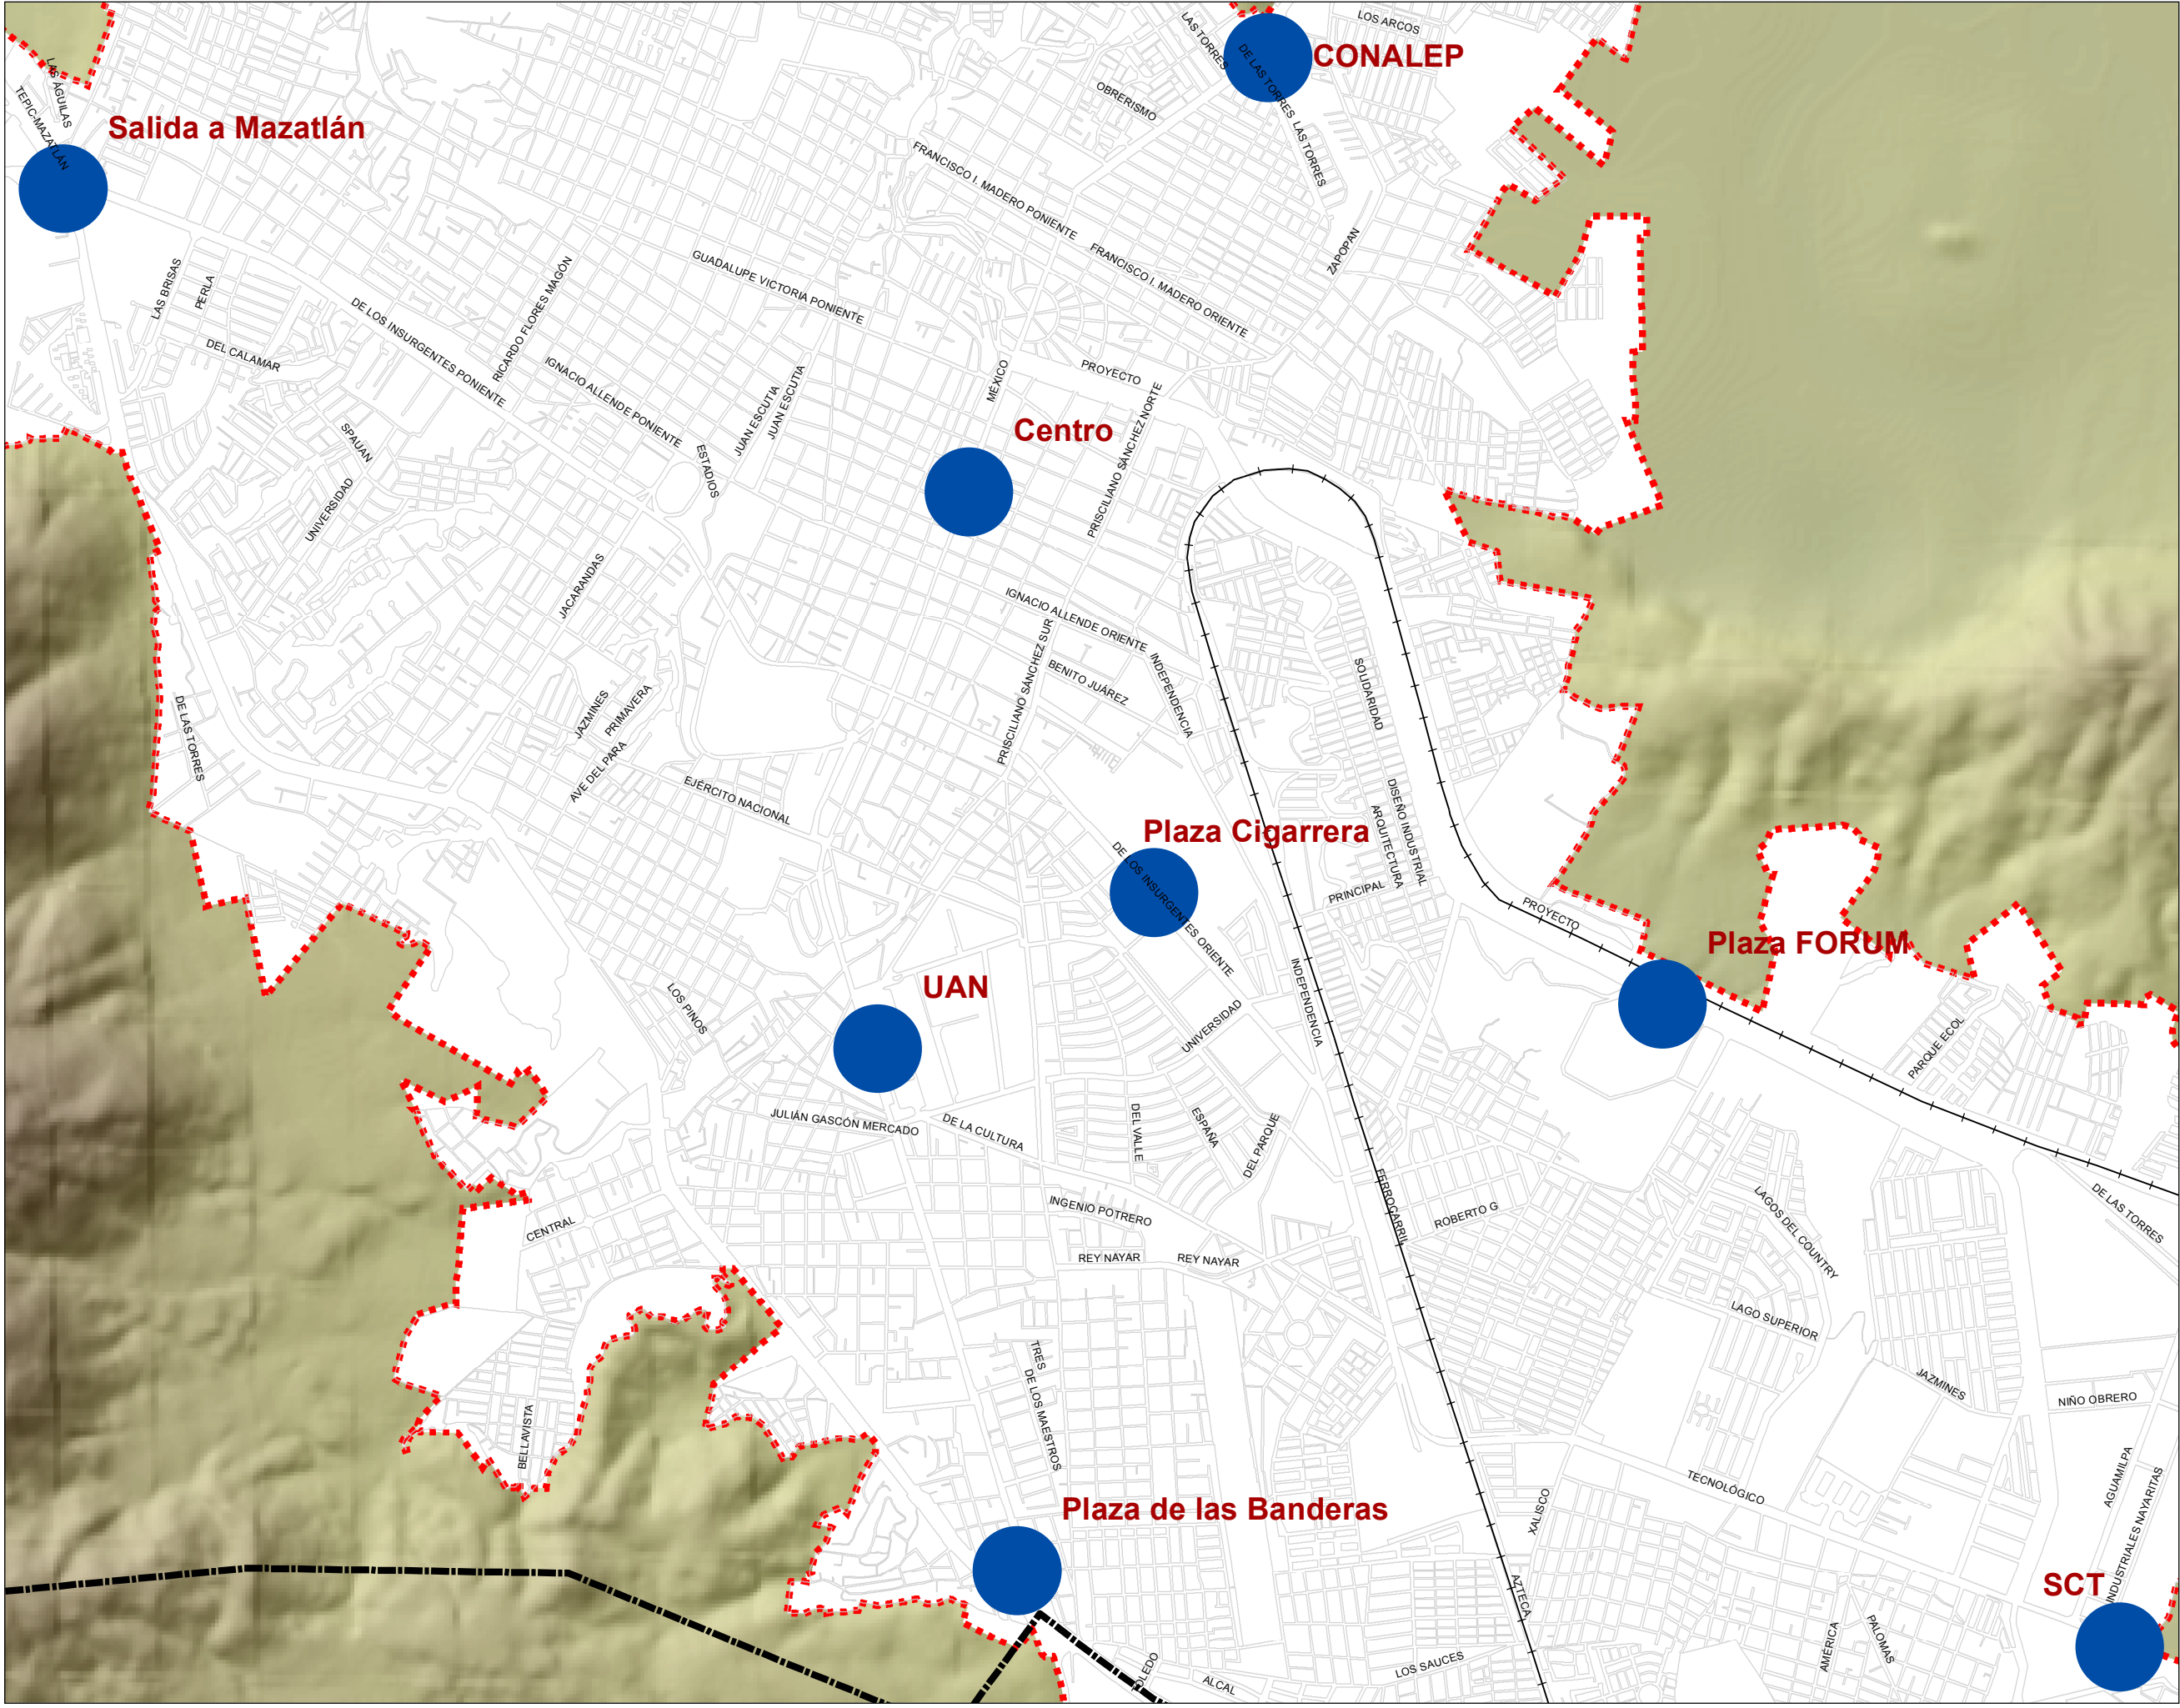 LOS ARCOS
LAS TORRES
DE LAS TORRES
CONALEP
LAS ÁGUILAS
TEPIC-MAZATLÁN
OBRERISMO
Salida a Mazatlán
LAS TORRES
FRANCISCO I. MADERO PONIENTE
FRANCISCO I. MADERO ORIENTE
ZAPOPAN
GUADALUPE VICTORIA PONIENTE
LAS BRISAS
PERLA
RICARDO FLORES MAGÓN
DE LOS INSURGENTES PONIENTE
DEL CALAMAR
IGNACIO ALLENDE PONIENTE
JUAN ESCUTIA
JUAN ESCUTIA
MÉXICO
PROYECTO
PRISCILIANO SÁNCHEZ NORTE
Centro
SPAUAN
ESTADIOS
UNIVERSIDAD
JACARANDAS
IGNACIO ALLENDE ORIENTE
PRISCILIANO SÁNCHEZ SUR
BENITO JUÁREZ
INDEPENDENCIA
SOLIDARIDAD
JAZMINES
PRIMAVERA
DE LAS TORRES
AVE DEL PARA
EJÉRCITO NACIONAL
DISEÑO INDUSTRIAL
ARQUITECTURA
Plaza Cigarrera
DE LOS INSURGENTES ORIENTE
PRINCIPAL
PROYECTO
Plaza FORUM
UAN
LOS PINOS
INDEPENDENCIA
UNIVERSIDAD
PARQUE ECOL
JULIÁN GASCÓN MERCADO
DE LA CULTURA
DEL VALLE
ESPAÑA
DEL PARQUE
FERROCARRIL
INGENIO POTRERO
ROBERTO G
LAGOS DEL COUNTRY
DE LAS TORRES
CENTRAL
REY NAYAR
REY NAYAR
LAGO SUPERIOR
TRES
DE LOS MAESTROS
JAZMINES
NIÑO OBRERO
BELLAVISTA
AGUAMILPA
INDUSTRIALES NAYARITAS
TECNOLÓGICO
XALISCO
Plaza de las Banderas
SCT
AZTECA
AMÉRICA
PALOMAS
LOS SAUCES
ALCAL